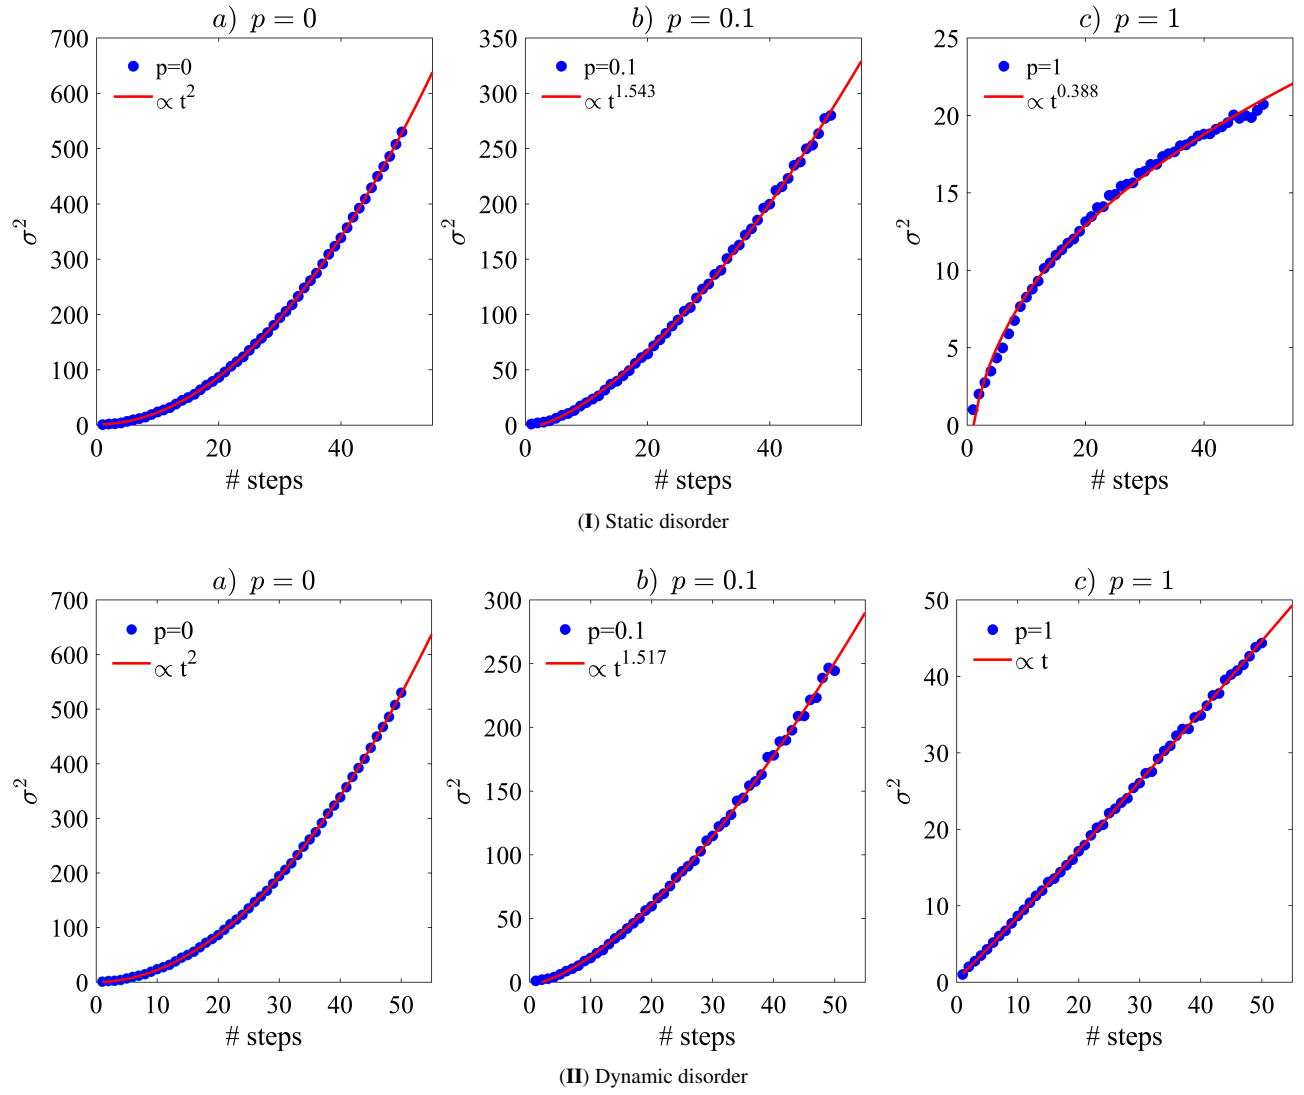 a) p = 0
b) p = 0.1
c) p = 1
700
600
500
400
300
200
100
0
σ²
0 20 40
# steps
p=0
∝ t²
350
300
250
200
150
100
50
0
σ²
0 20 40
# steps
p=0.1
∝ t^1.543
25
20
15
10
5
0
σ²
0 20 40
# steps
p=1
∝ t^0.388
(I) Static disorder
a) p = 0
b) p = 0.1
c) p = 1
700
600
500
400
300
200
100
0
σ²
0 10 20 30 40 50
# steps
p=0
∝ t²
300
250
200
150
100
50
0
σ²
0 10 20 30 40 50
# steps
p=0.1
∝ t^1.517
50
40
30
20
10
0
σ²
0 10 20 30 40 50
# steps
p=1
∝ t
(II) Dynamic disorder